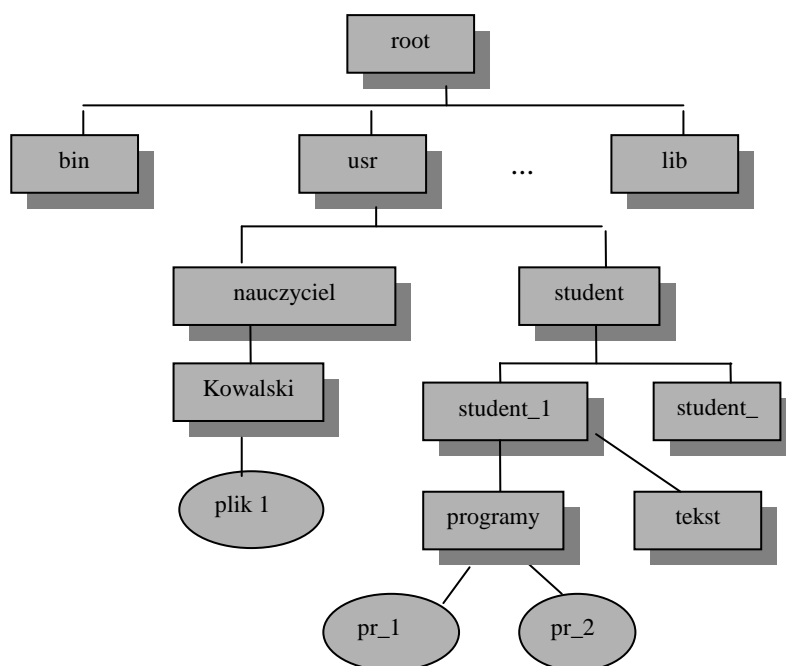 root
bin
usr
...
lib
nauczyciel
student
Kowalski
student_1
student_
plik 1
programy
tekst
pr_1
pr_2